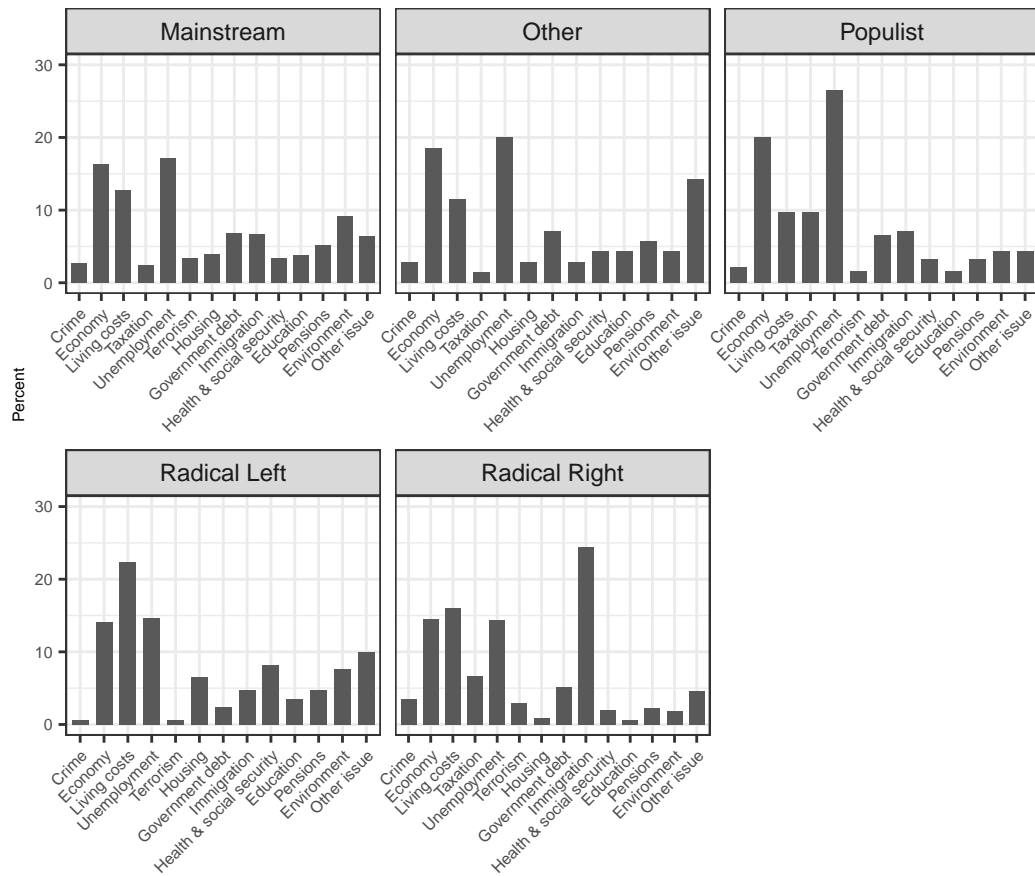 Mainstream
Other
Populist
30
20
10
0
Crime
Economy
Living costs
Taxation
Unemployment
Terrorism
Housing
Government debt
Immigration
Health & social security
Education
Pensions
Environment
Other issue
Crime
Economy
Living costs
Taxation
Unemployment
Housing
Government debt
Immigration
Health & social security
Education
Pensions
Environment
Other issue
Crime
Economy
Living costs
Taxation
Unemployment
Terrorism
Government debt
Immigration
Health & social security
Education
Pensions
Environment
Other issue
Percent
Radical Left
Radical Right
30
20
10
0
Crime
Economy
Living costs
Unemployment
Terrorism
Housing
Government debt
Immigration
Health & social security
Education
Pensions
Environment
Other issue
Crime
Economy
Living costs
Taxation
Unemployment
Terrorism
Housing
Government debt
Immigration
Health & social security
Education
Pensions
Environment
Other issue